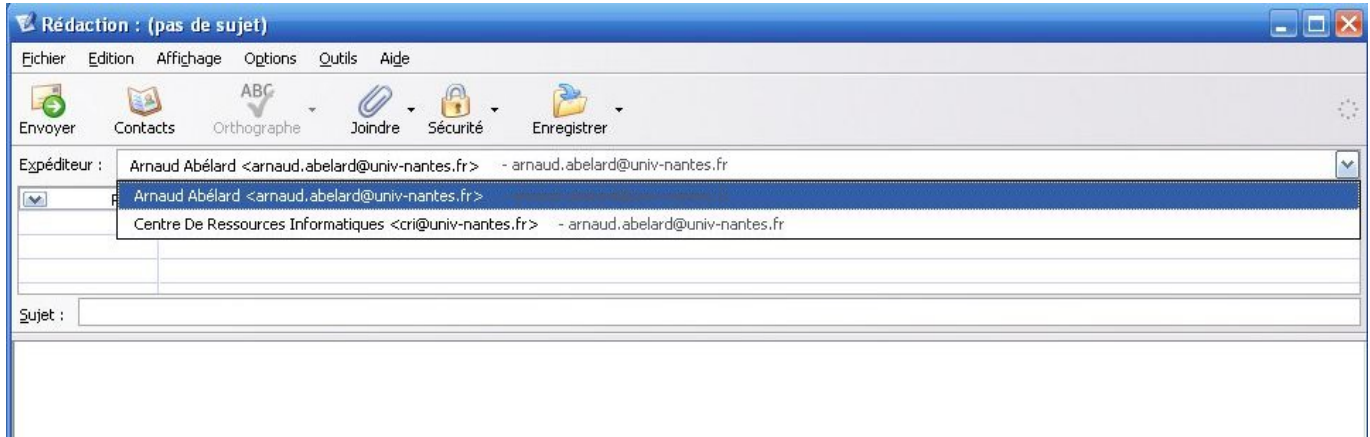 Rédaction : (pas de sujet)
Fichier Edition Affichage Options Outils Aide
ABC
Envoyer Contacts Orthographe Joindre Sécurité Enregistrer
Expéditeur : Arnaud Abélard <arnaud.abelard@univ-nantes.fr> - arnaud.abelard@univ-nantes.fr
Arnaud Abélard <arnaud.abelard@univ-nantes.fr>
Centre De Ressources Informatiques <cri@univ-nantes.fr> - arnaud.abelard@univ-nantes.fr
Sujet :